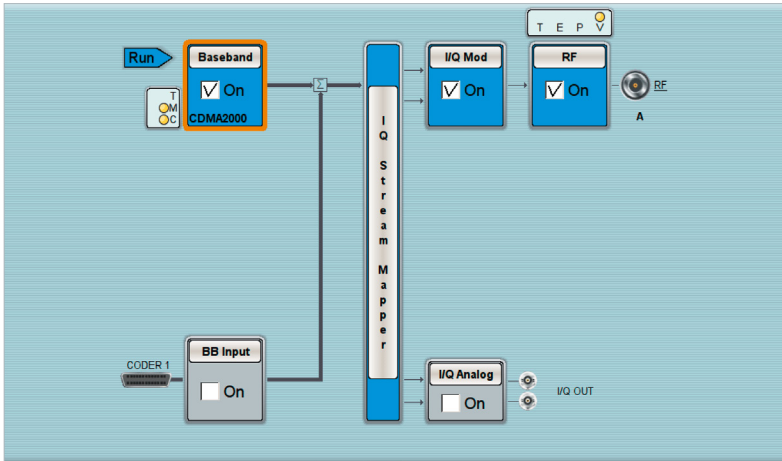 T E P V
Run
Baseband
On
CDMA2000
T
M
C
Σ
I
Q
S
t
r
e
a
m
M
a
p
p
e
r
I/Q Mod
On
RF
On
RF
A
CODER 1
BB Input
On
I/Q Analog
On
I/Q OUT